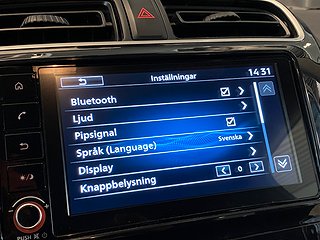 Inställningar 14:31
Bluetooth
Ljud
Pipsignal
Språk (Language) Svenska
Display
Knappbelysning 0
PUSH